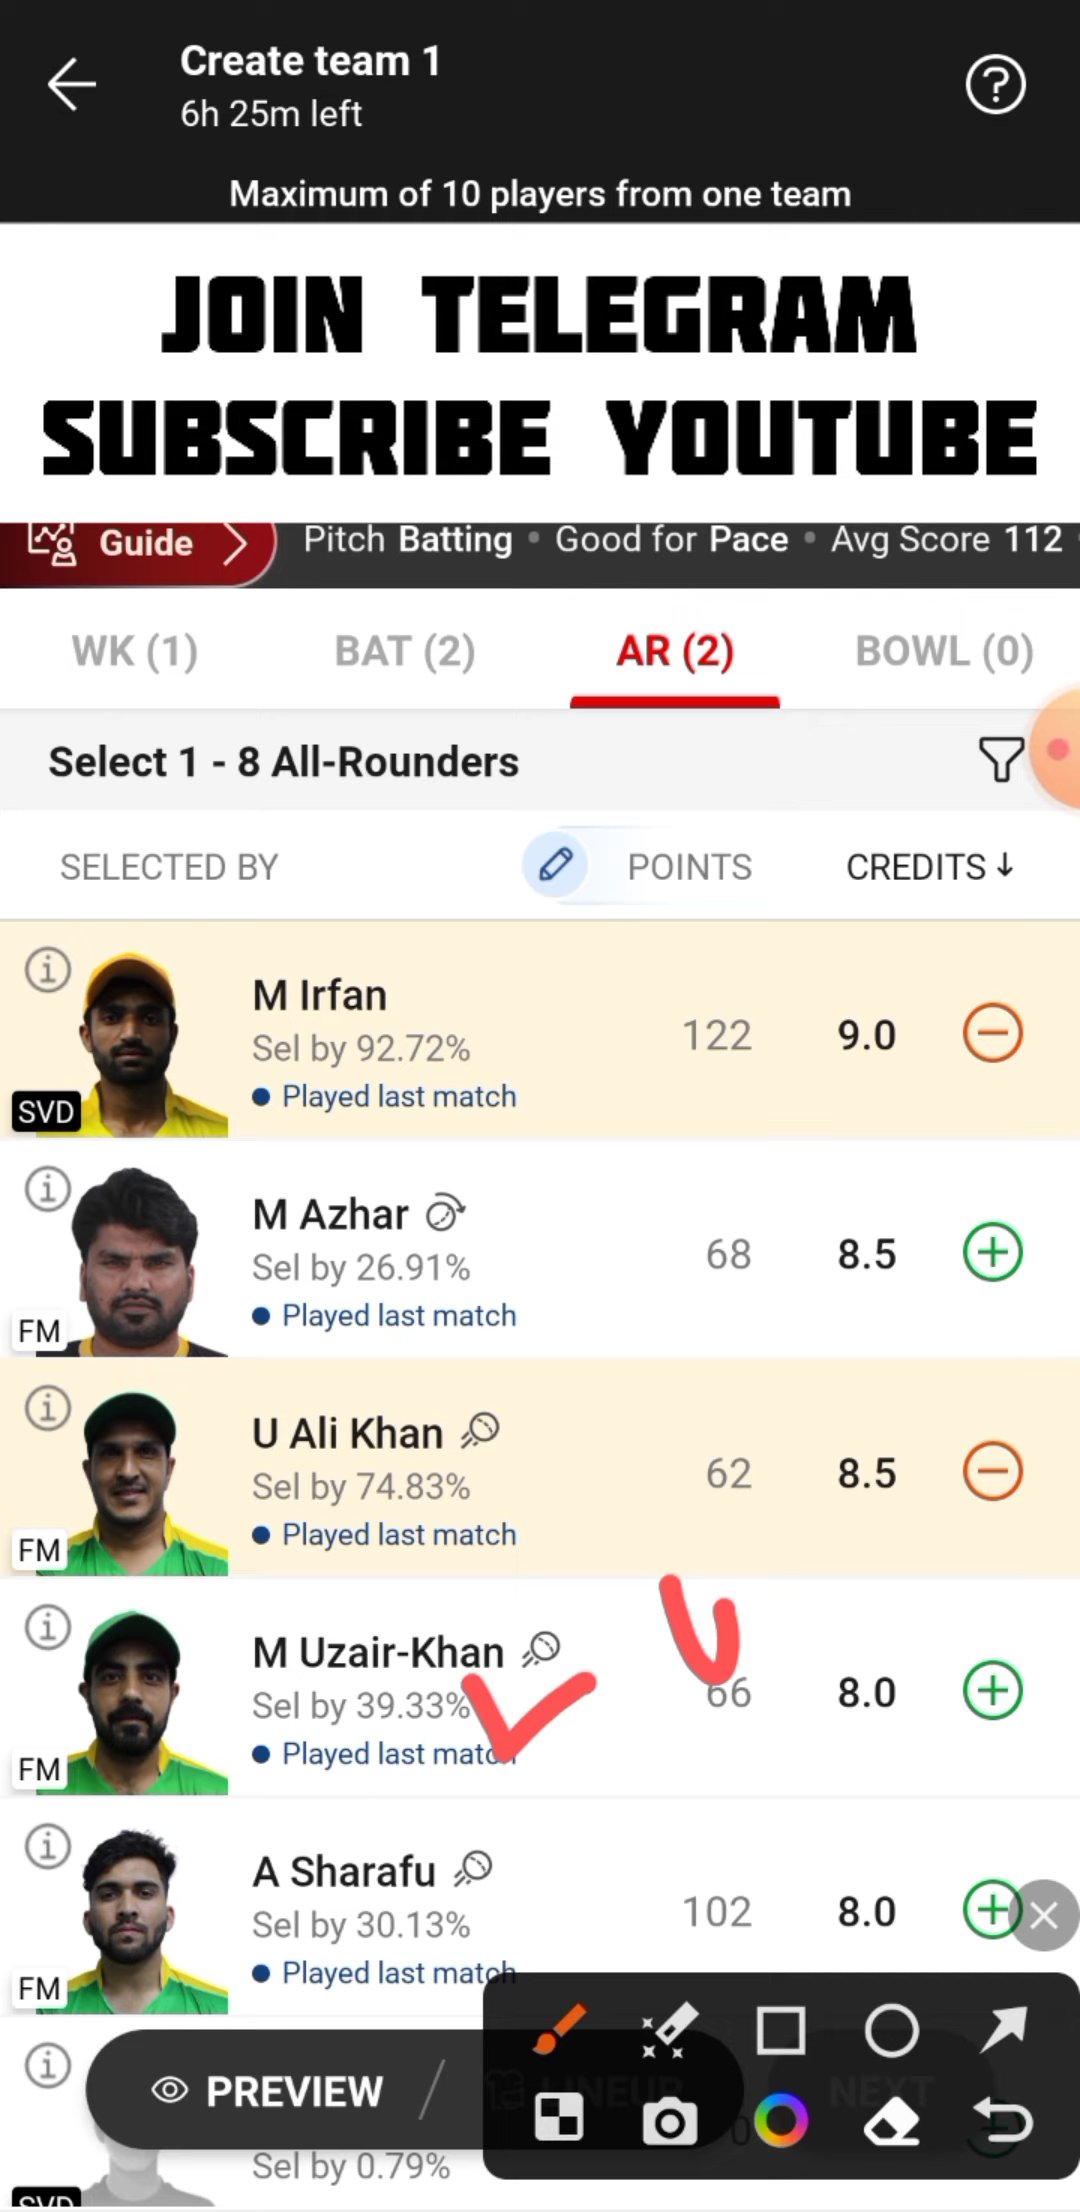 Create team 1
6h 25m left
Maximum of 10 players from one team
JOIN TELEGRAM
SUBSCRIBE YOUTUBE
Guide Pitch Batting • Good for Pace • Avg Score 112
WK (1) BAT (2) AR (2) BOWL (0)
Select 1 - 8 All-Rounders
SELECTED BY POINTS CREDITS ↓
M Irfan
Sel by 92.72% 122 9.0
Played last match
SVD
M Azhar
Sel by 26.91% 68 8.5
Played last match
FM
U Ali Khan
Sel by 74.83% 62 8.5
Played last match
FM
M Uzair-Khan
Sel by 39.33% 66 8.0
Played last match
FM
A Sharafu
Sel by 30.13% 102 8.0
Played last match
FM
PREVIEW LINEUP NEXT
Sel by 0.79%
SVD